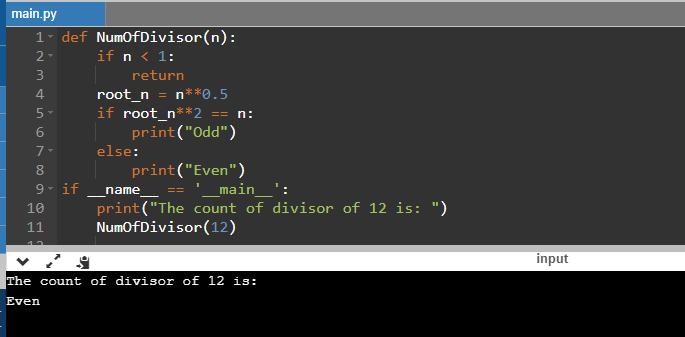 main.py
1 def NumOfDivisor(n):
2     if n < 1:
3         return
4     root_n = n**0.5
5     if root_n**2 == n:
6         print("Odd")
7     else:
8         print("Even")
9 if __name__ == '__main__':
10     print("The count of divisor of 12 is: ")
11     NumOfDivisor(12)
12
input
The count of divisor of 12 is:
Even